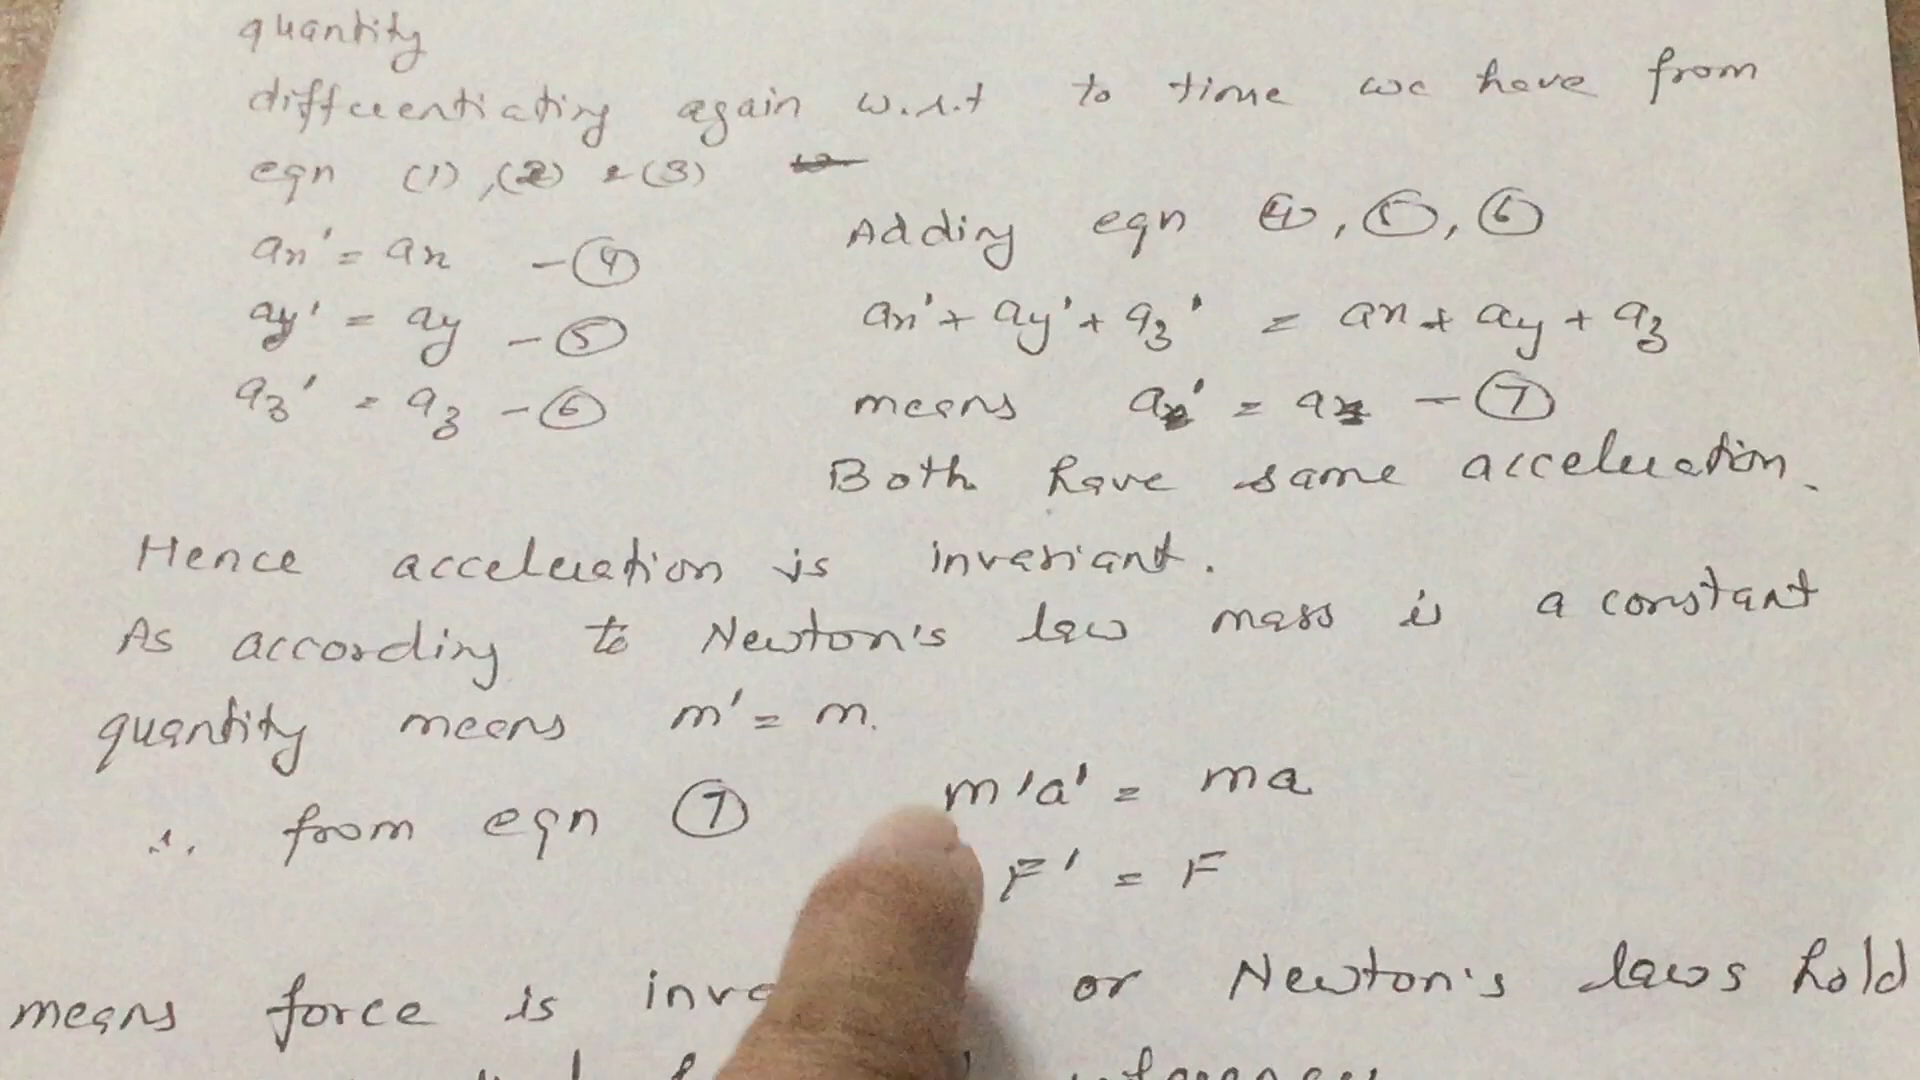 quantity
differentiating again w.r.t to time we have from
eqn (1), (2) & (3)
ax' = ax - ④
ay' = ay - ⑤
az' = az - ⑥
Adding eqn ④, ⑤, ⑥
ax' + ay' + az' = ax + ay + az
means a' = a - ⑦
Both have same acceleration.
Hence acceleration is invariant.
As according to Newton's law mass is a constant
quantity means m' = m.
∴ from eqn ⑦ m'a' = ma
F' = F
means force is or Newton's laws hold